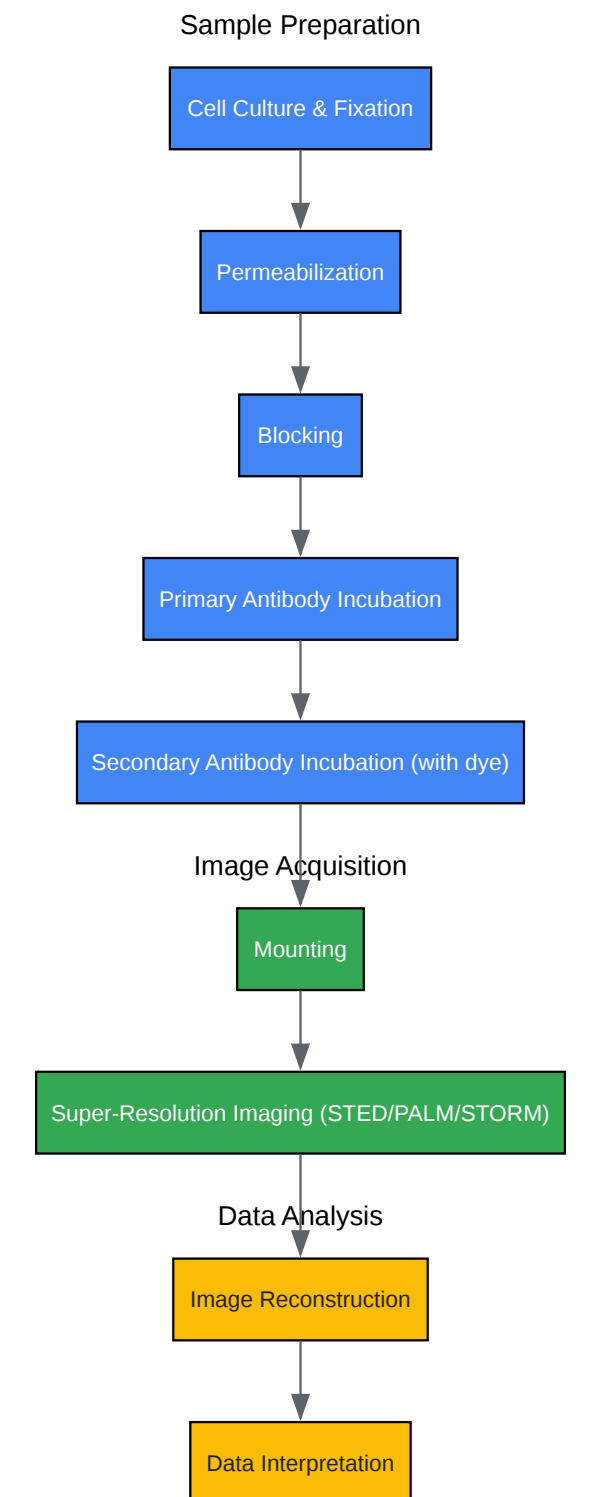 Sample Preparation
Cell Culture & Fixation
Permeabilization
Blocking
Primary Antibody Incubation
Secondary Antibody Incubation (with dye)
Image Acquisition
Mounting
Super-Resolution Imaging (STED/PALM/STORM)
Data Analysis
Image Reconstruction
Data Interpretation